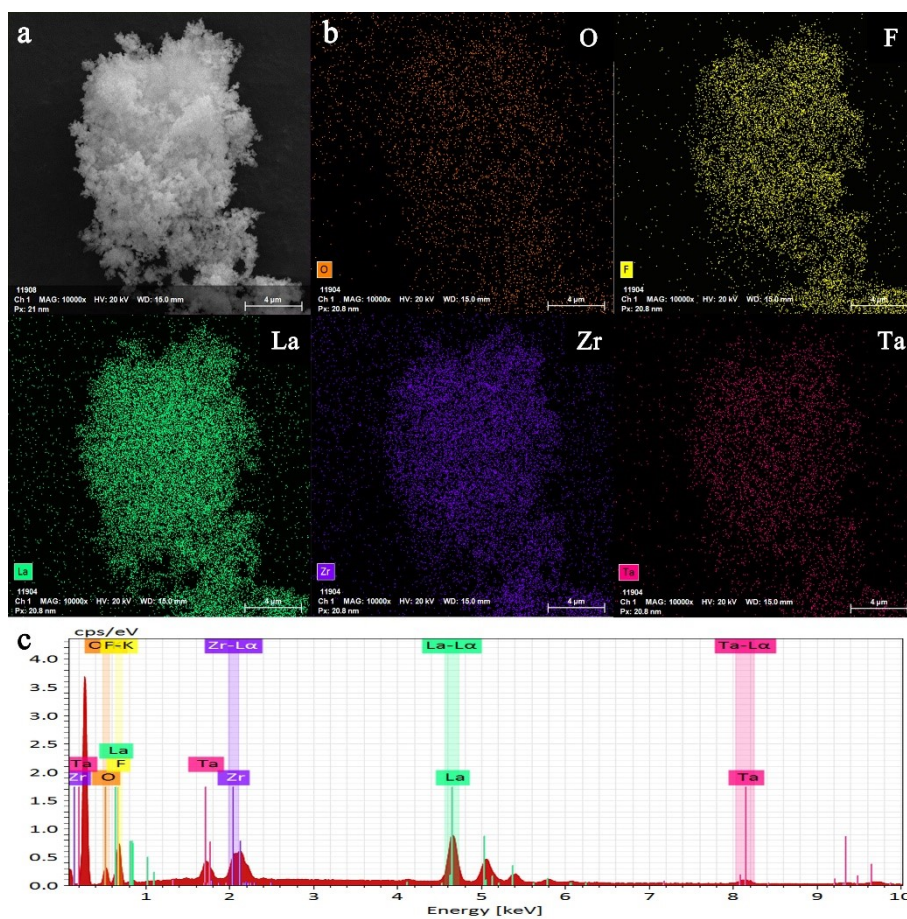 a
11908
Ch 1 MAG: 10000x HV: 20 kV WD: 15.0 mm
Px: 21 nm
4 µm
b
O
O
11904
Ch 1 MAG: 10000x HV: 20 kV WD: 15.0 mm
Px: 20.8 nm
4 µm
F
F
11904
Ch 1 MAG: 10000x HV: 20 kV WD: 15.0 mm
Px: 20.8 nm
4 µm
La
La
11904
Ch 1 MAG: 10000x HV: 20 kV WD: 15.0 mm
Px: 20.8 nm
4 µm
Zr
Zr
11904
Ch 1 MAG: 10000x HV: 20 kV WD: 15.0 mm
Px: 20.8 nm
4 µm
Ta
Ta
11904
Ch 1 MAG: 10000x HV: 20 kV WD: 15.0 mm
Px: 20.8 nm
4 µm
c
cps/eV
F-K Zr-Lα La-Lα Ta-Lα
4.0
3.5
3.0
2.5
La
2.0
Ta F Ta
Zr O Zr La Ta
1.5
1.0
0.5
0.0
1 2 3 4 5 6 7 8 9 10
Energy [keV]